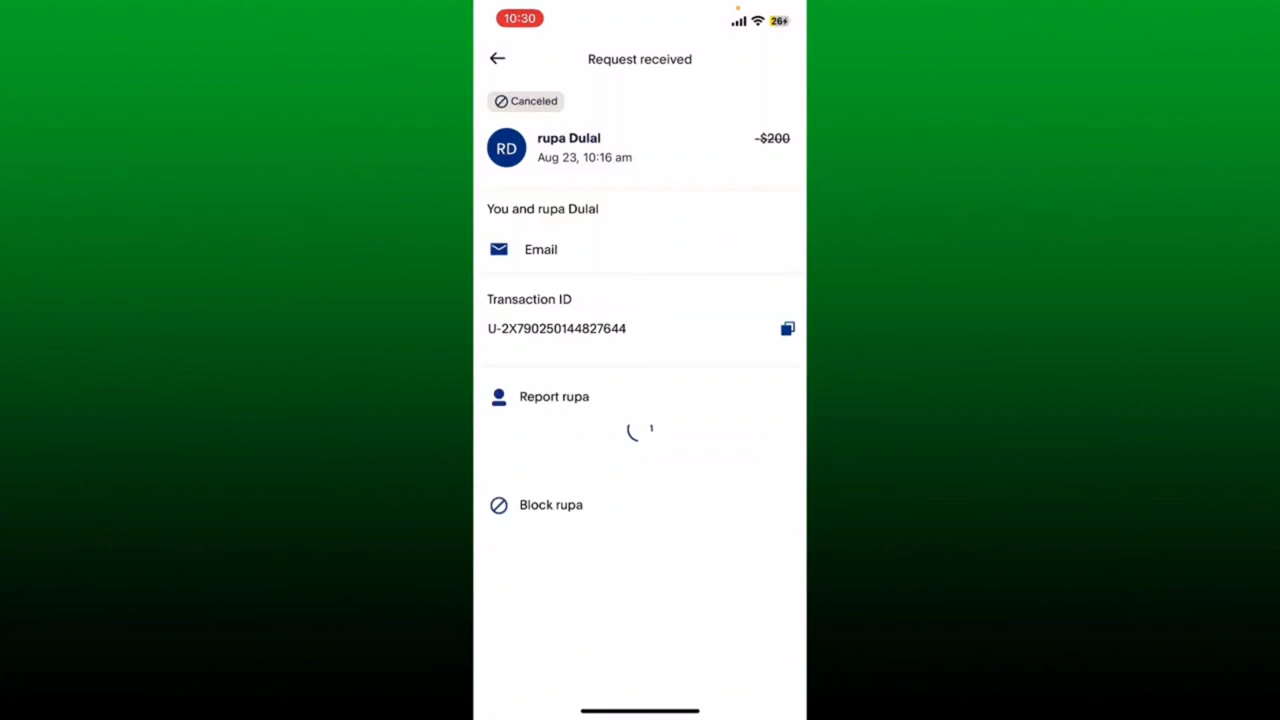 10:30
26
Request received
Canceled
rupa Dulal
-$200
RD
Aug 23, 10:16 am
You and rupa Dulal
Email
Transaction ID
U-2X790250144827644
Report rupa
Block rupa